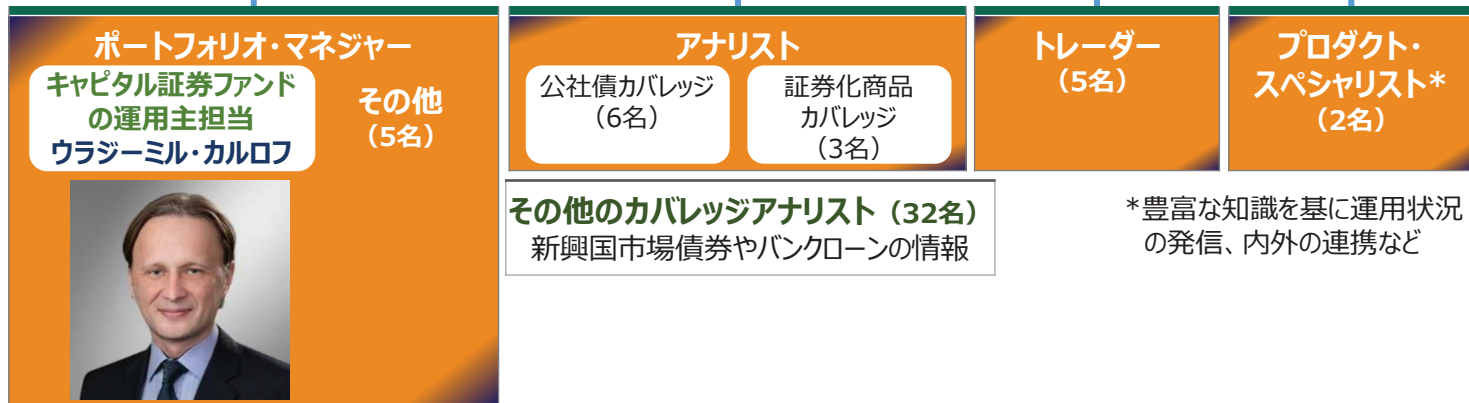 ポートフォリオ・マネジャー
キャピタル証券ファンド
の運用主担当
ウラジーミル・カルロフ
その他
（5名）
アナリスト
公社債カバレッジ
（6名）
証券化商品
カバレッジ
（3名）
トレーダー
（5名）
プロダクト・
スペシャリスト*
（2名）
その他のカバレッジアナリスト（32名）
新興国市場債券やバンクローンの情報
*豊富な知識を基に運用状況
の発信、内外の連携など